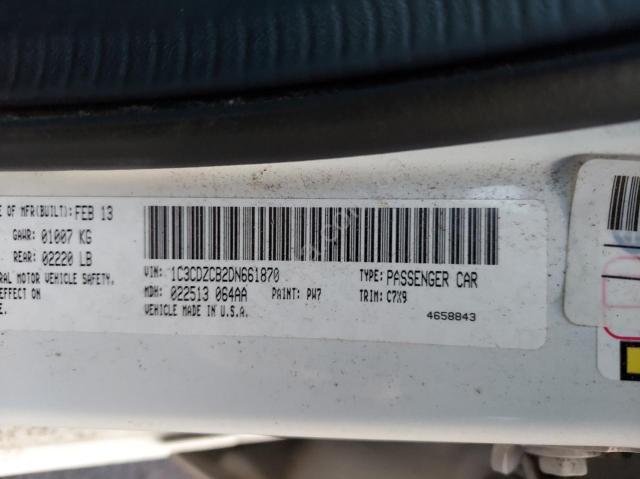 E OF MFR(BUILT): FEB 13
GAWR: 01007 KG
REAR: 02220 LB
RAL MOTOR VEHICLE SAFETY,
EFFECT ON
E.
VIN: 1C3CDZCB2DN661870 TYPE: PASSENGER CAR
MDH: 022513 064AA PAINT: PW7 TRIM: C7X9
VEHICLE MADE IN U.S.A.
4658843